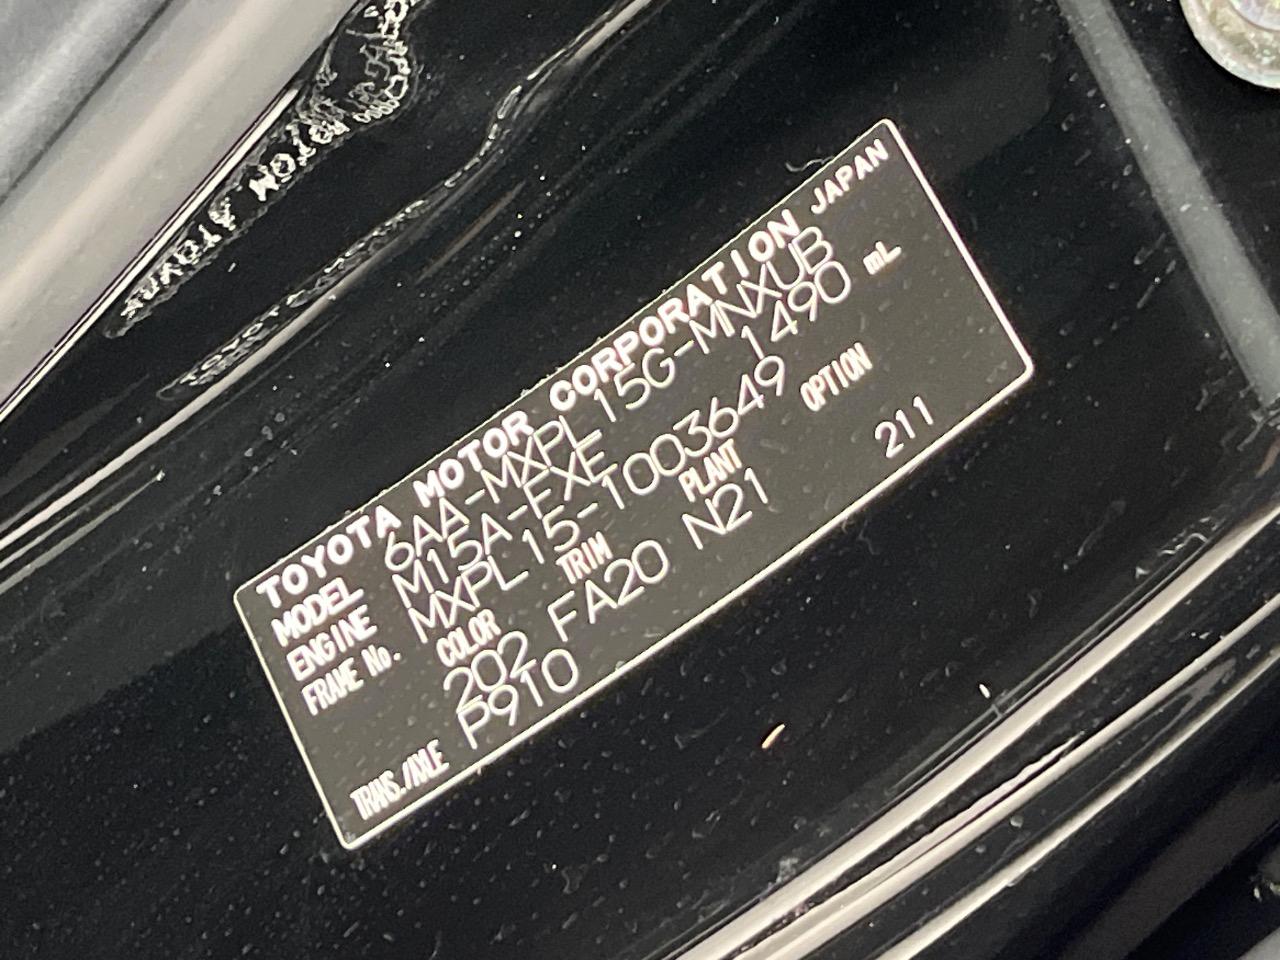 TOYOTA MOTOR CORPORATION JAPAN
MODEL 6AA-MXPL15G-MNXUB
ENGINE M15A-FXE 1490 mL
FRAME No. MXPL15-1003649
COLOR TRIM PLANT OPTION
202 FA20 N21 211
TRANS./AXLE P910